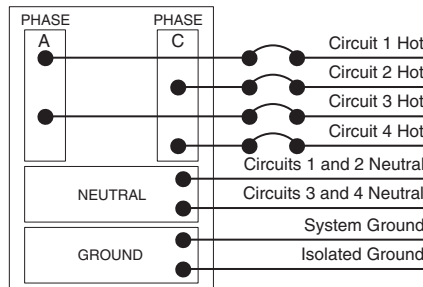 PHASE PHASE
A C
Circuit 1 Hot
Circuit 2 Hot
Circuit 3 Hot
Circuit 4 Hot
Circuits 1 and 2 Neutral
NEUTRAL
Circuits 3 and 4 Neutral
System Ground
GROUND
Isolated Ground